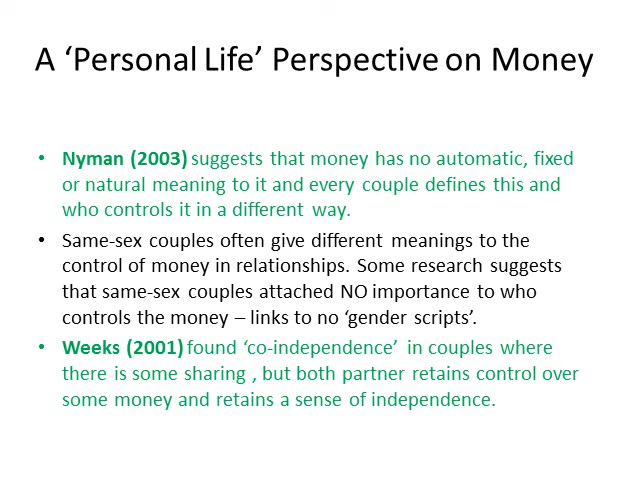 A ‘Personal Life’ Perspective on Money
• Nyman (2003) suggests that money has no automatic, fixed
or natural meaning to it and every couple defines this and
who controls it in a different way.
• Same-sex couples often give different meanings to the
control of money in relationships. Some research suggests
that same-sex couples attached NO importance to who
controls the money – links to no ‘gender scripts’.
• Weeks (2001) found ‘co-independence’ in couples where
there is some sharing , but both partner retains control over
some money and retains a sense of independence.